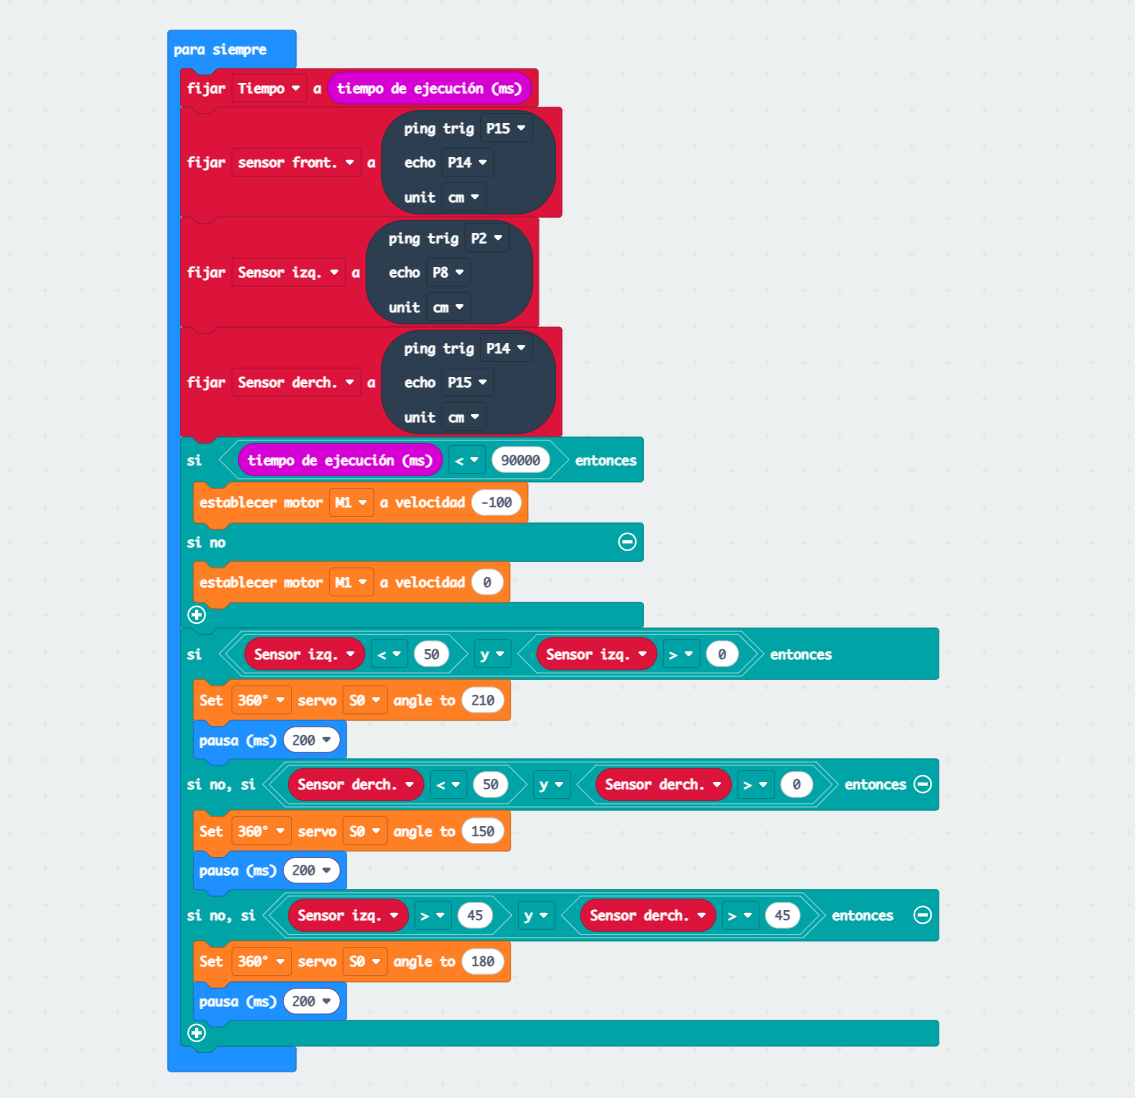 para siempre
fijar Tiempo a tiempo de ejecución (ms)
ping trig P15
fijar sensor front. a echo P14
unit cm
ping trig P2
fijar Sensor izq. a echo P8
unit cm
ping trig P14
fijar Sensor derch. a echo P15
unit cm
si tiempo de ejecución (ms) < 90000 entonces
establecer motor M1 a velocidad -100
si no
establecer motor M1 a velocidad 0
si Sensor izq. < 50 y Sensor izq. > 0 entonces
Set 360° servo S0 angle to 210
pausa (ms) 200
si no, si Sensor derch. < 50 y Sensor derch. > 0 entonces
Set 360° servo S0 angle to 150
pausa (ms) 200
si no, si Sensor izq. > 45 y Sensor derch. > 45 entonces
Set 360° servo S0 angle to 180
pausa (ms) 200